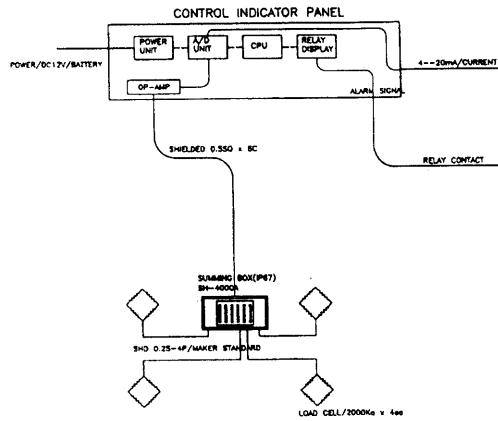 CONTROL INDICATOR PANEL
POWER
UNIT
A/D
UNIT
CPU
RELAY
DISPLAY
POWER/DC12V/BATTERY
4--20mA/CURRENT
OP-AMP
ALARM SIGNAL
SHIELDED 0.5SQ x 6C
RELAY CONTACT
SUMMING BOX(IP67)
SH-4000A
SHD 0.2S-4P/MAKER STANDARD
LOAD CELL/2000Kg x 4ea